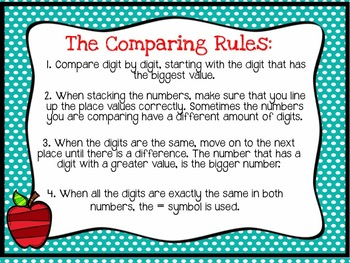 The Comparing Rules:
1. Compare digit by digit, starting with the digit that has
the biggest value.
2. When stacking the numbers, make sure that you line
up the place values correctly. Sometimes the numbers
you are comparing have a different amount of digits.
3. When the digits are the same, move on to the next
place until there is a difference. The number that has a
digit with a greater value, is the bigger number.
4. When all the digits are exactly the same in both
numbers, the = symbol is used.